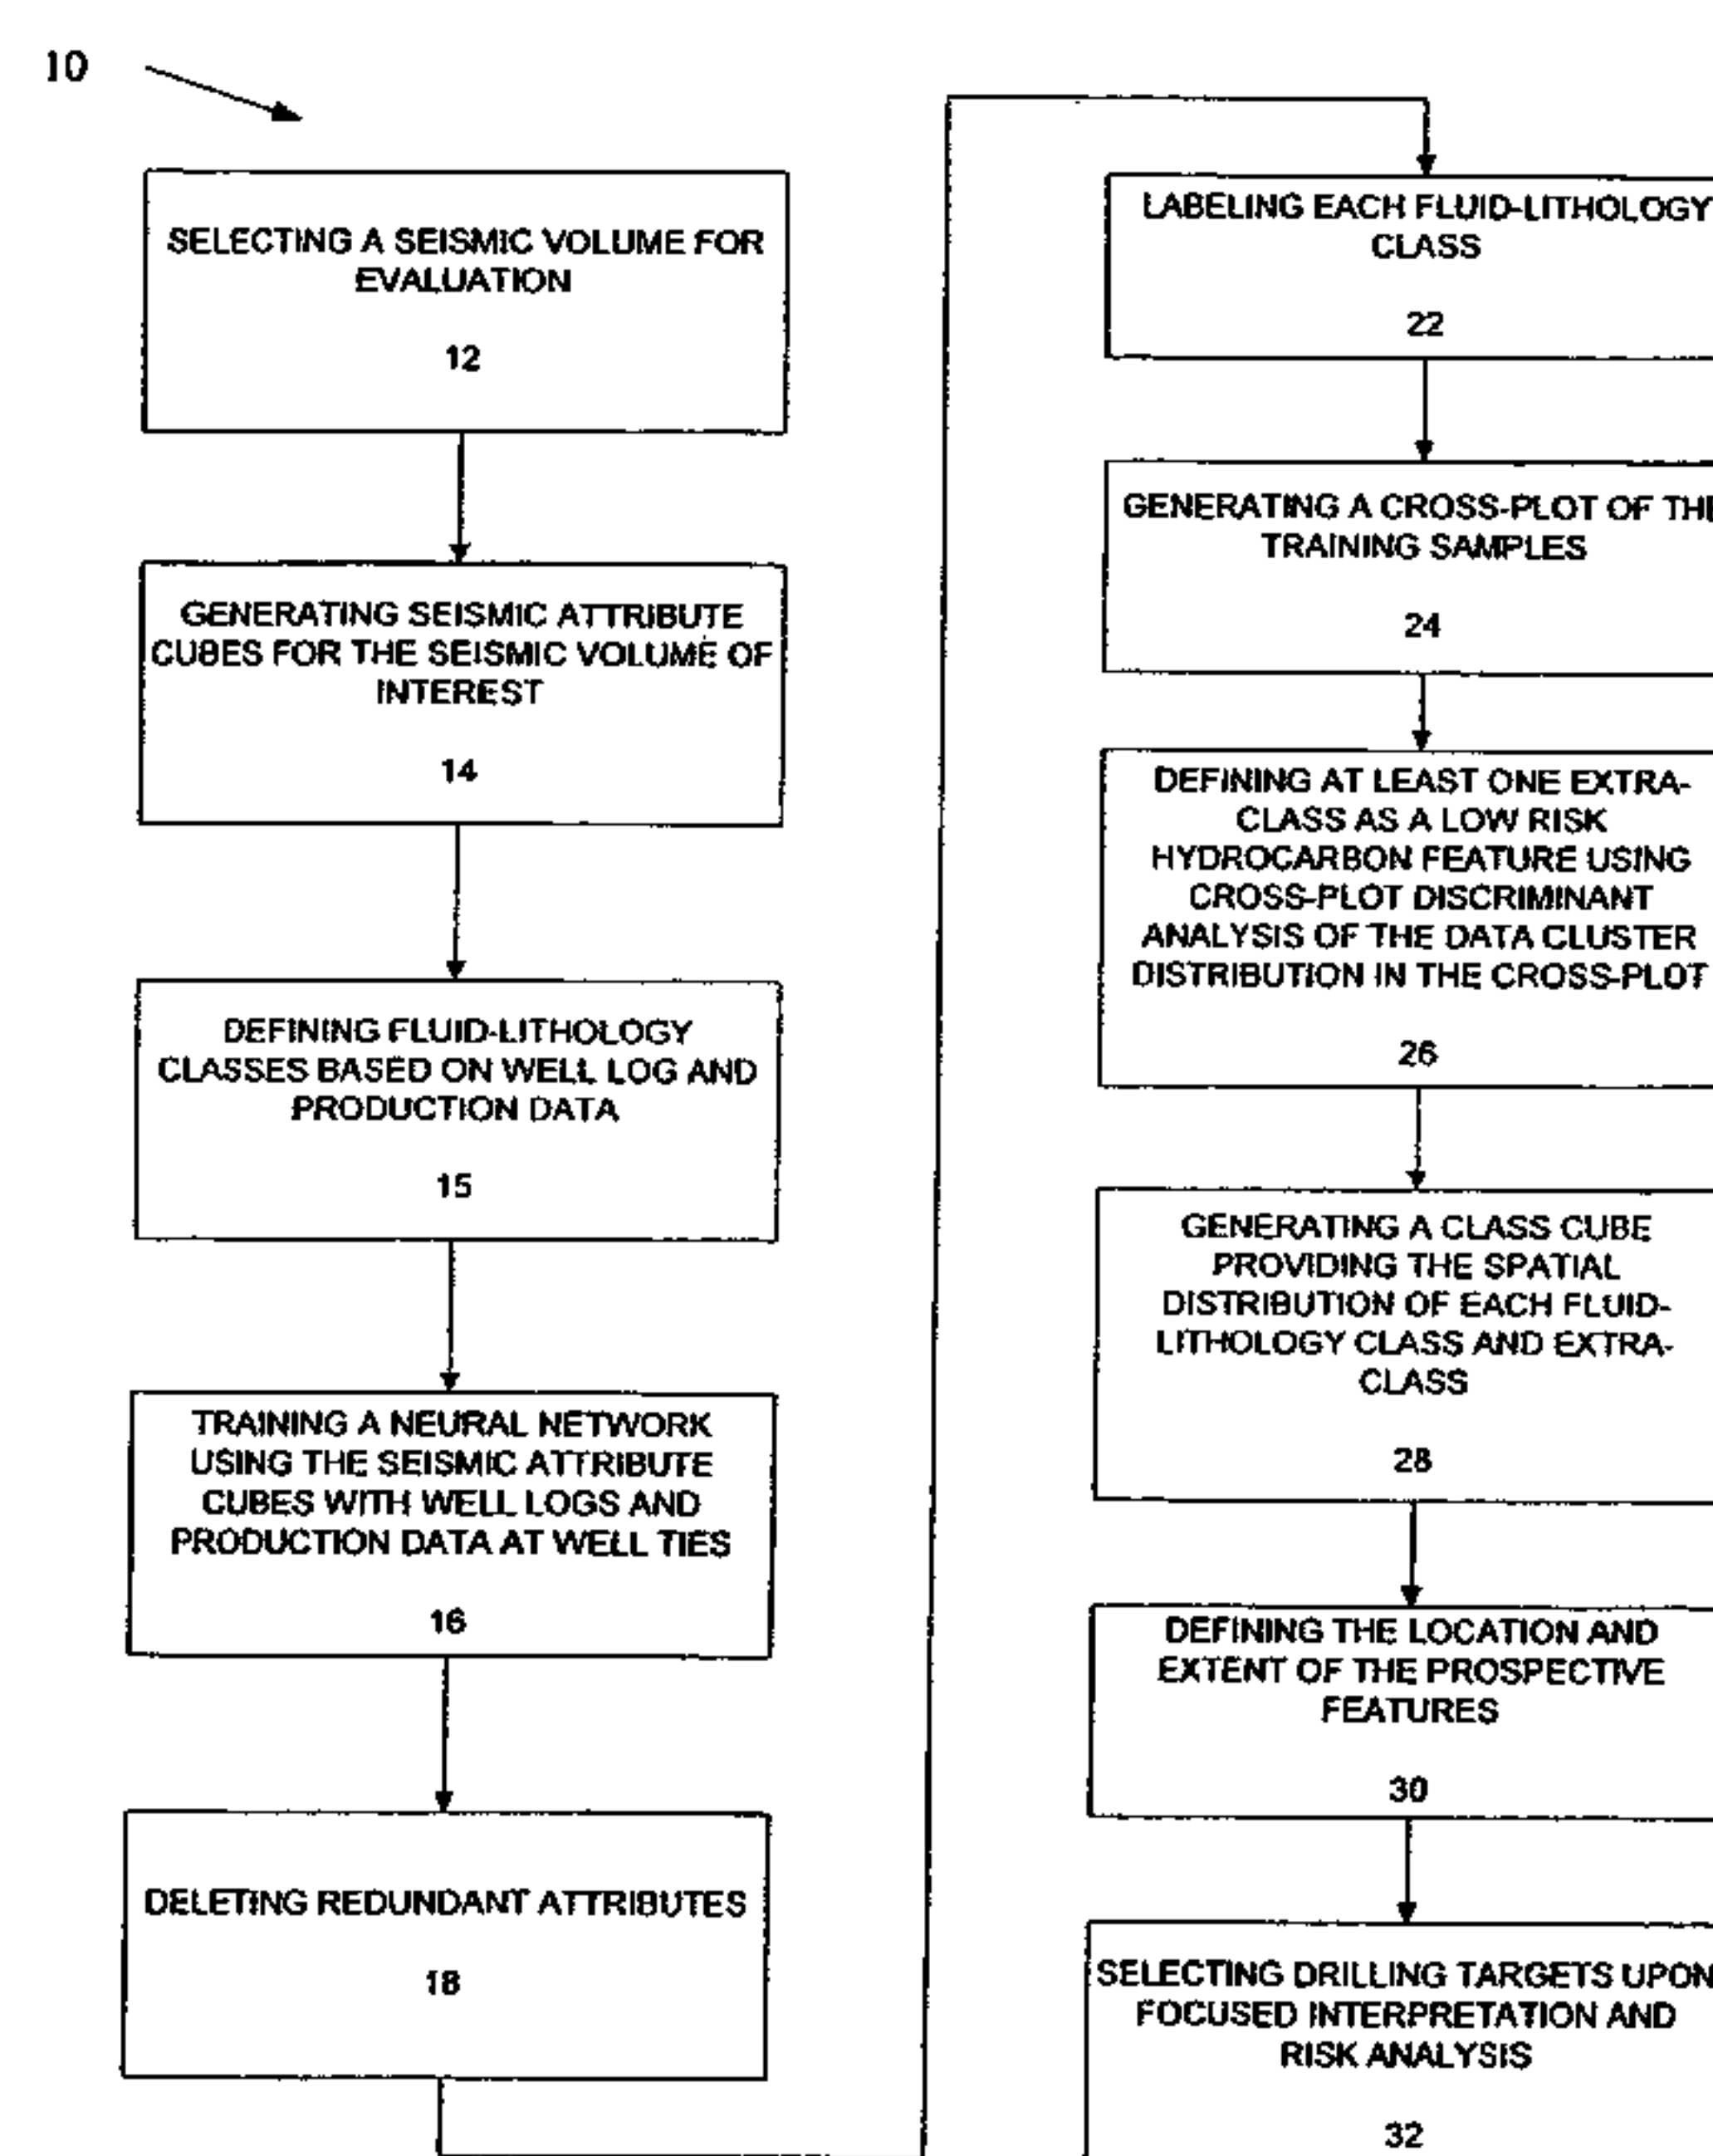 10
SELECTING A SEISMIC VOLUME FOR
EVALUATION
12
GENERATING SEISMIC ATTRIBUTE
CUBES FOR THE SEISMIC VOLUME OF
INTEREST
14
DEFINING FLUID-LITHOLOGY
CLASSES BASED ON WELL LOG AND
PRODUCTION DATA
15
TRAINING A NEURAL NETWORK
USING THE SEISMIC ATTRIBUTE
CUBES WITH WELL LOGS AND
PRODUCTION DATA AT WELL TIES
16
DELETING REDUNDANT ATTRIBUTES
18
LABELING EACH FLUID-LITHOLOGY
CLASS
22
GENERATING A CROSS-PLOT OF THE
TRAINING SAMPLES
24
DEFINING AT LEAST ONE EXTRA-
CLASS AS A LOW RISK
HYDROCARBON FEATURE USING
CROSS-PLOT DISCRIMINANT
ANALYSIS OF THE DATA CLUSTER
DISTRIBUTION IN THE CROSS-PLOT
26
GENERATING A CLASS CUBE
PROVIDING THE SPATIAL
DISTRIBUTION OF EACH FLUID-
LITHOLOGY CLASS AND EXTRA-
CLASS
28
DEFINING THE LOCATION AND
EXTENT OF THE PROSPECTIVE
FEATURES
30
SELECTING DRILLING TARGETS UPON
FOCUSED INTERPRETATION AND
RISK ANALYSIS
32